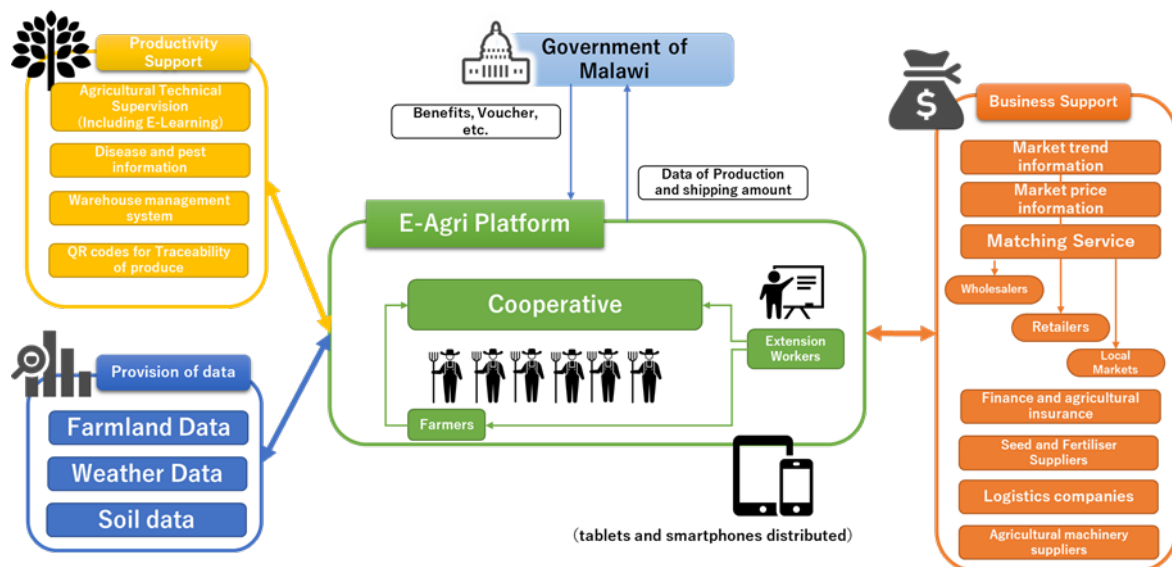 Productivity
Support
Agricultural Technical
Supervision
(Including E-Learning)
Disease and pest
information
Warehouse management
system
QR codes for Traceability
of produce
Provision of data
Farmland Data
Weather Data
Soil data
Government of
Malawi
Benefits, Voucher,
etc.
Data of Production
and shipping amount
E-Agri Platform
Cooperative
Extension
Workers
Farmers
(tablets and smartphones distributed)
$
Business Support
Market trend
information
Market price
information
Matching Service
Wholesalers
Retailers
Local
Markets
Finance and agricultural
insurance
Seed and Fertiliser
Suppliers
Logistics companies
Agricultural machinery
suppliers